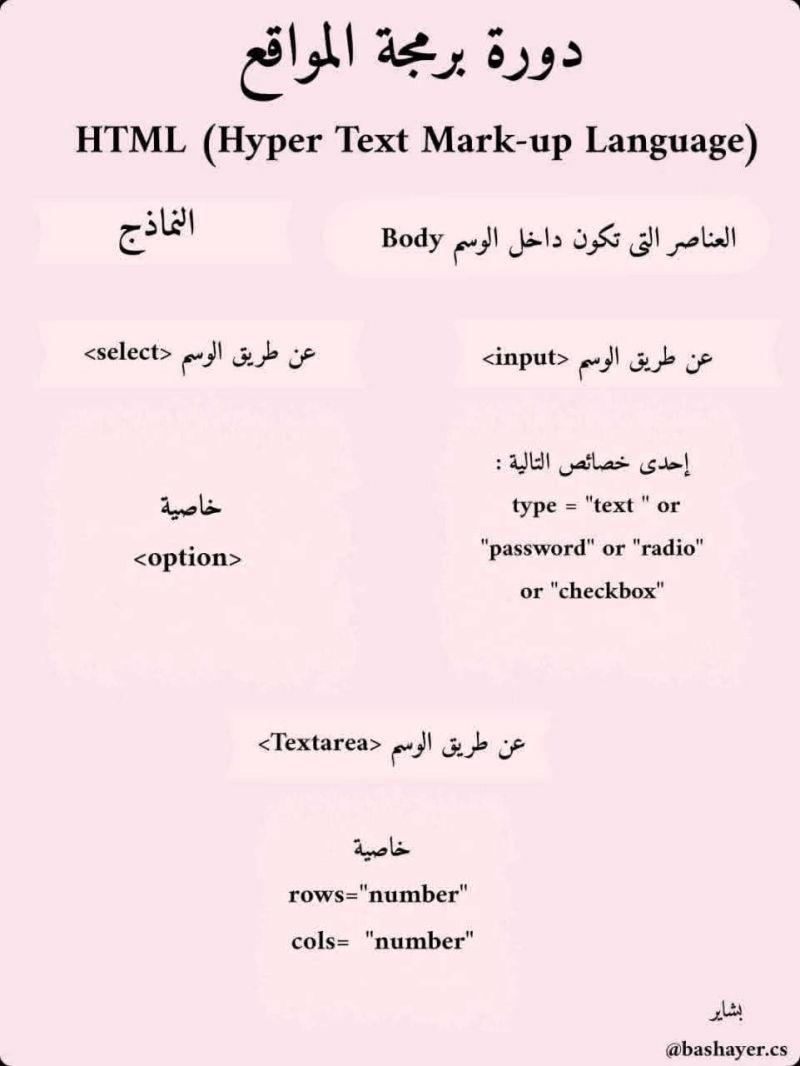 دورة برمجة المواقع
HTML (Hyper Text Mark-up Language)
العناصر التى تكون داخل الوسم Body
النماذج
عن طريق الوسم <input>
إحدى خصائص التالية :
type = "text " or
"password" or "radio"
or "checkbox"
عن طريق الوسم <select>
خاصية
<option>
عن طريق الوسم <Textarea>
خاصية
rows="number"
cols=  "number"
بشاير
@bashayer.cs